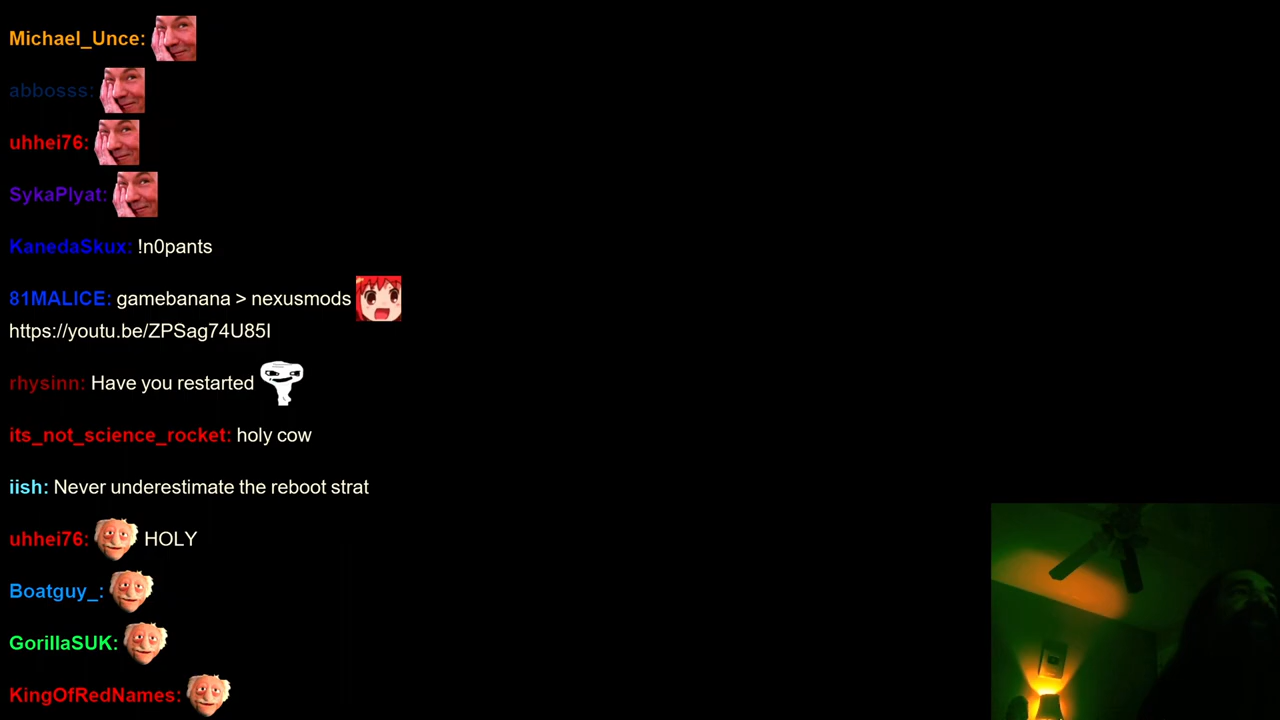 Michael_Unce:
abbosss:
uhhei76:
SykaPlyat:
KanedaSkux: !n0pants
81MALICE: gamebanana > nexusmods
https://youtu.be/ZPSag74U85I
rhysinn: Have you restarted
its_not_science_rocket: holy cow
iish: Never underestimate the reboot strat
uhhei76: HOLY
Boatguy_:
GorillaSUK:
KingOfRedNames: